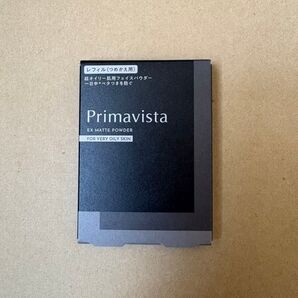 レフィル(つめかえ用)
超オイリー肌用フェイスパウダー
一日中*ベタつきを防ぐ
Primavista
EX MATTE POWDER
FOR VERY OILY SKIN